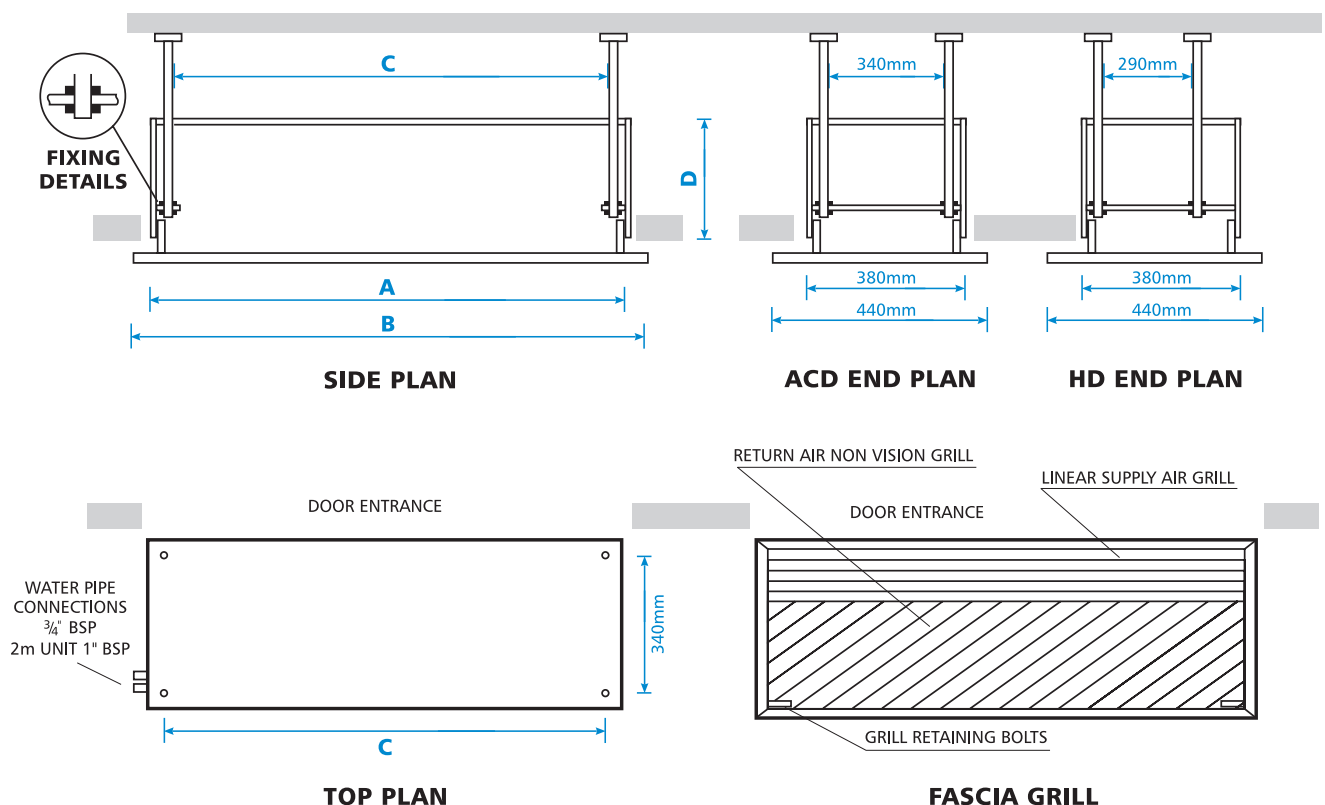 C
340mm
290mm
FIXING
DETAILS
D
A
B
380mm
440mm
380mm
440mm
SIDE PLAN
ACD END PLAN
HD END PLAN
RETURN AIR NON VISION GRILL
LINEAR SUPPLY AIR GRILL
DOOR ENTRANCE
DOOR ENTRANCE
WATER PIPE
CONNECTIONS
¾" BSP
2m UNIT 1" BSP
340mm
C
GRILL RETAINING BOLTS
TOP PLAN
FASCIA GRILL